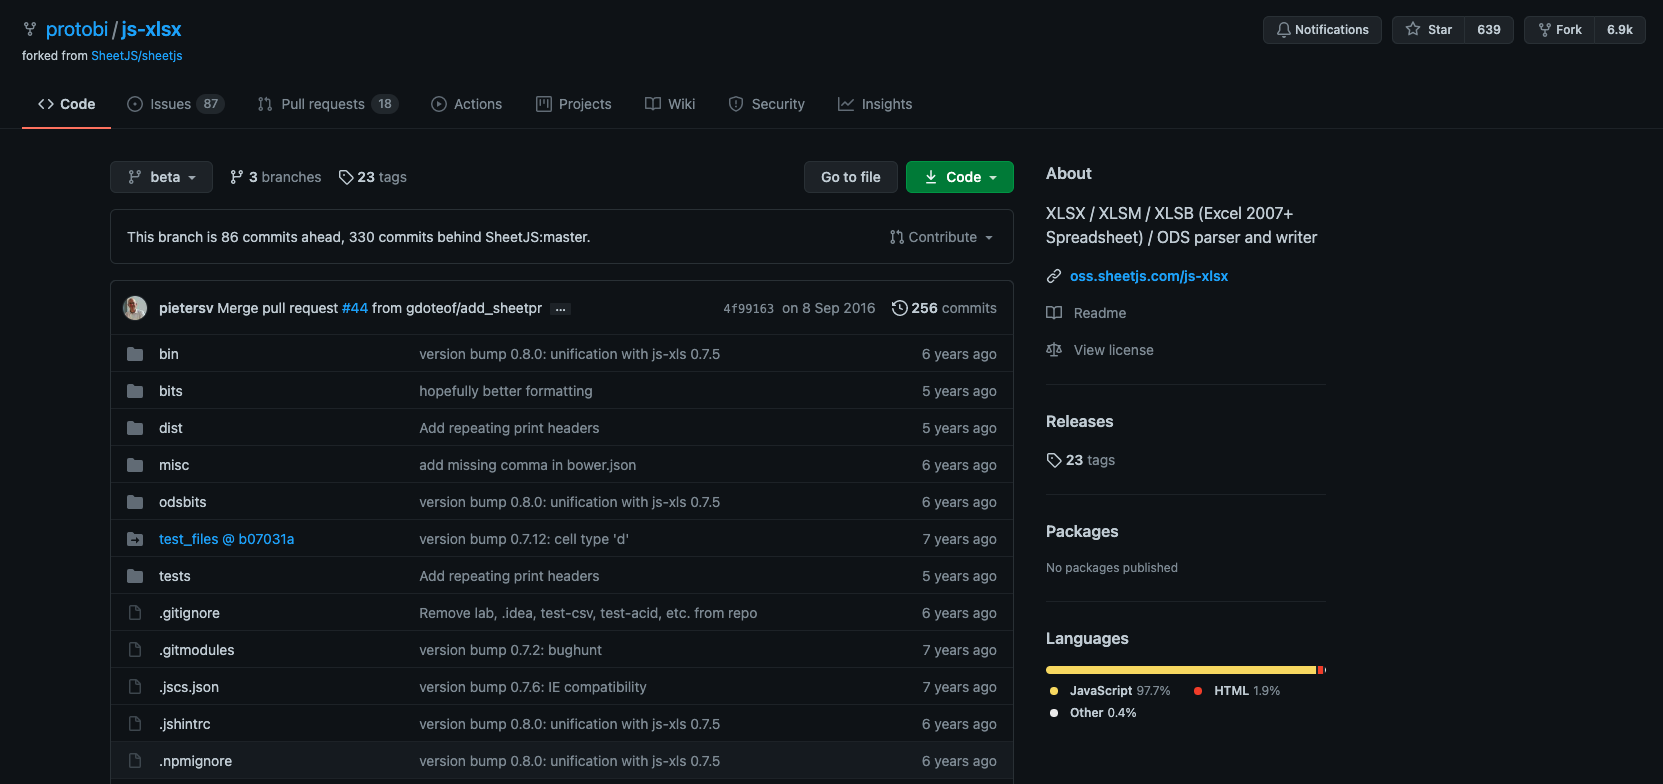 protobi / js-xlsx
Notifications
Star 639
Fork 6.9k
forked from SheetJS/sheetjs
Code
Issues 87
Pull requests 18
Actions
Projects
Wiki
Security
Insights
beta
3 branches
23 tags
Go to file
Code
This branch is 86 commits ahead, 330 commits behind SheetJS:master.
Contribute
pietersv Merge pull request #44 from gdoteof/add_sheetpr ... 4f99163 on 8 Sep 2016 256 commits
bin version bump 0.8.0: unification with js-xls 0.7.5 6 years ago
bits hopefully better formatting 5 years ago
dist Add repeating print headers 5 years ago
misc add missing comma in bower.json 6 years ago
odsbits version bump 0.8.0: unification with js-xls 0.7.5 6 years ago
test_files @ b07031a version bump 0.7.12: cell type 'd' 7 years ago
tests Add repeating print headers 5 years ago
.gitignore Remove lab, .idea, test-csv, test-acid, etc. from repo 6 years ago
.gitmodules version bump 0.7.2: bughunt 7 years ago
.jscs.json version bump 0.7.6: IE compatibility 7 years ago
.jshintrc version bump 0.8.0: unification with js-xls 0.7.5 6 years ago
.npmignore version bump 0.8.0: unification with js-xls 0.7.5 6 years ago
About
XLSX / XLSM / XLSB (Excel 2007+
Spreadsheet) / ODS parser and writer
oss.sheetjs.com/js-xlsx
Readme
View license
Releases
23 tags
Packages
No packages published
Languages
JavaScript 97.7% HTML 1.9%
Other 0.4%